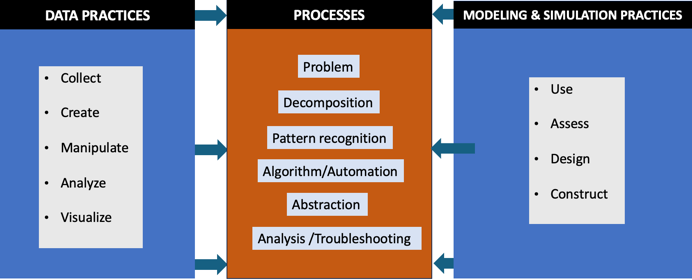 DATA PRACTICES
• Collect
• Create
• Manipulate
• Analyze
• Visualize
PROCESSES
Problem
Decomposition
Pattern recognition
Algorithm/Automation
Abstraction
Analysis /Troubleshooting
MODELING & SIMULATION PRACTICES
• Use
• Assess
• Design
• Construct